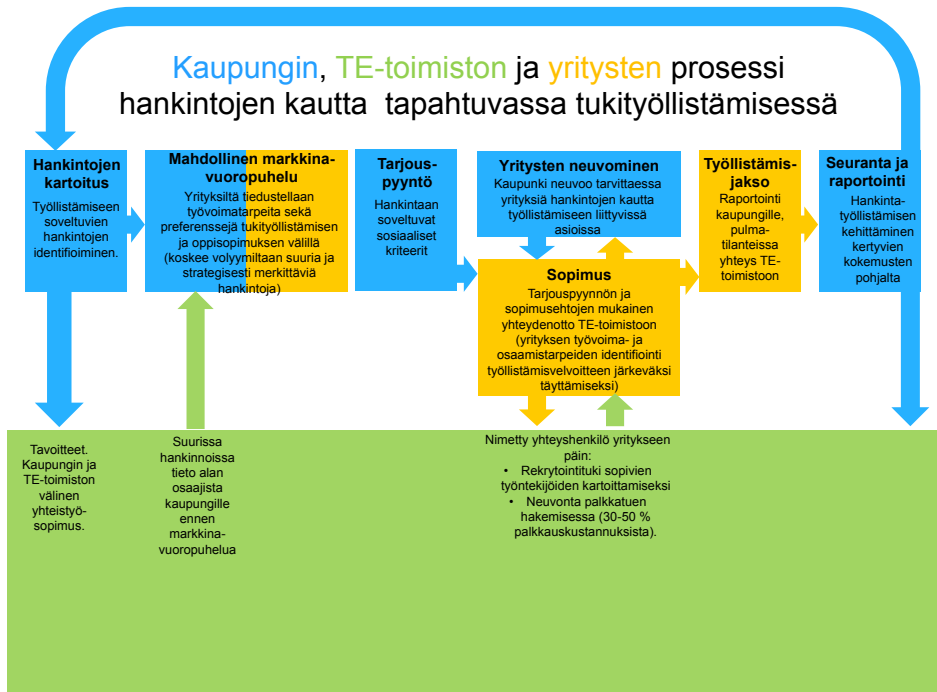 Kaupungin, TE-toimiston ja yritysten prosessi
hankintojen kautta tapahtuvassa tukityöllistämisessä
Hankintojen
kartoitus
Työllistämiseen
soveltuvien
hankintojen
identifioiminen.
Mahdollinen markkina-
vuoropuhelu
Yrityksiltä tiedustellaan
työvoimatarpeita sekä
preferenssejä tukityöllistämisen
ja oppisopimuksen välillä
(koskee volyymiltaan suuria ja
strategisesti merkittäviä
hankintoja)
Tarjous-
pyyntö
Hankintaan
soveltuvat
sosiaaliset
kriteerit
Yritysten neuvominen
Kaupunki neuvoo tarvittaessa
yrityksiä hankintojen kautta
työllistämiseen liittyvissä
asioissa
Sopimus
Tarjouspyynnön ja
sopimusehtojen mukainen
yhteydenotto TE-toimistoon
(yrityksen työvoima- ja
osaamistarpeiden identifiointi
työllistämisvelvoitteen järkeväksi
täyttämiseksi)
Työllistämis-
jakso
Raportointi
kaupungille,
pulma-
tilanteissa
yhteys TE-
toimistoon
Seuranta ja
raportointi
Hankinta-
työllistämisen
kehittäminen
kertyvien
kokemusten
pohjalta
Tavoitteet.
Kaupungin ja
TE-toimiston
välinen
yhteistyö-
sopimus.
Suurissa
hankinnoissa
tieto alan
osaajista
kaupungille
ennen
markkina-
vuoropuhelua
Nimetty yhteyshenkilö yritykseen
päin:
• Rekrytointituki sopivien
työntekijöiden kartoittamiseksi
• Neuvonta palkkatuen
hakemisessa (30-50 %
palkkauskustannuksista).